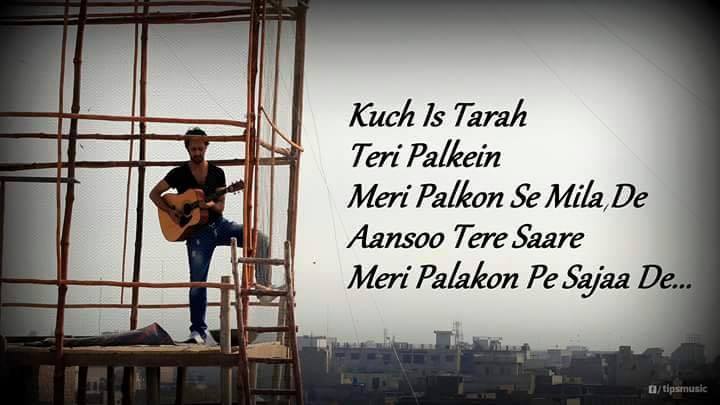 Kuch Is Tarah
Teri Palkein
Meri Palkon Se Mila,De
Aansoo Tere Saare
Meri Palakon Pe Sajaa De...
f/tipsmusic